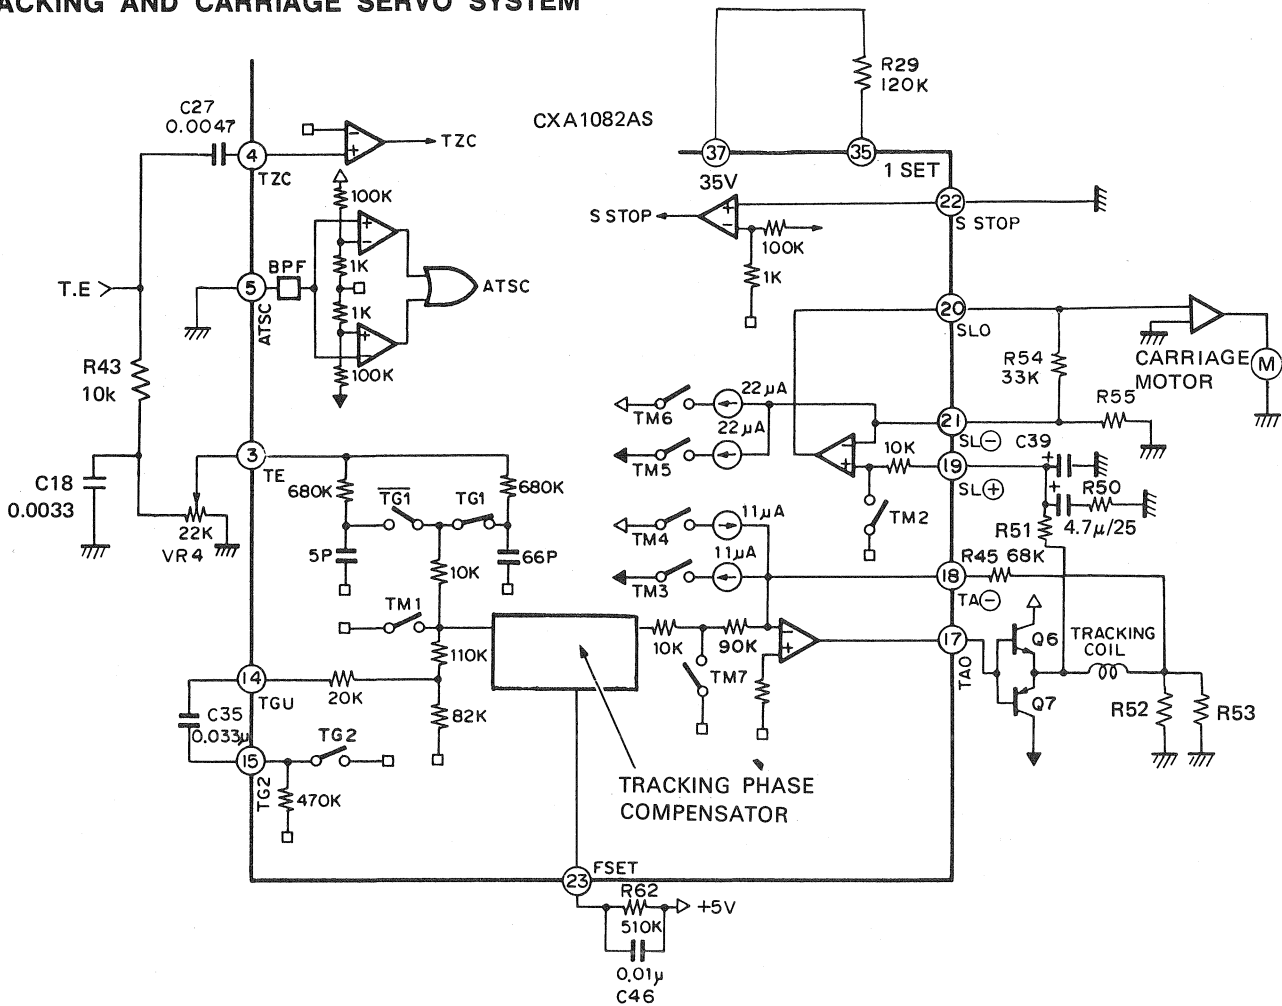 ACKING AND CARRIAGE SERVO SYSTEM
C27
0.0047
4
TZC
TZC
100K
BPF
1K
1K
100K
5
ATSC
ATSC
T.E
R43
10k
C18
0.0033
22K
VR4
3
TE
680K
TG1
TG1
680K
5P
66P
10K
TM1
110K
20K
82K
14
TGU
C35
0.033μ
15
TG2
TG2
470K
CXA1082AS
R29
120K
37
35V
35
1 SET
22
S STOP
S STOP
+
-
100K
1K
20
SLO
R54
33K
CARRIAGE
MOTOR
M
R55
22μA
TM6
22μA
TM5
21
SL⊖
C39
10K
19
SL⊕
TM2
R50
4.7μ/25
R51
11μA
TM4
11μA
TM3
18
TA⊖
R45 68K
10K
90K
TM7
17
TAO
Q6
Q7
TRACKING
COIL
R52
R53
TRACKING PHASE
COMPENSATOR
23
FSET
R62
510K
+5V
0.01μ
C46